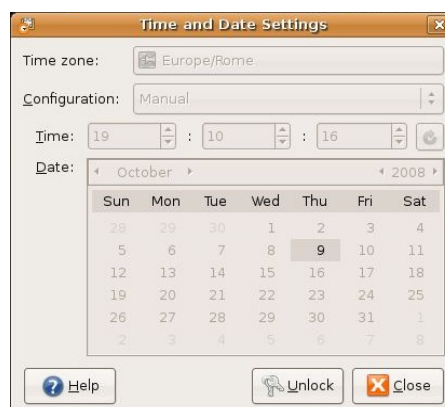 Time and Date Settings
Time zone: Europe/Rome
Configuration: Manual
Time: 19 : 10 : 16
Date: October 2008
Sun Mon Tue Wed Thu Fri Sat
28 29 30 1 2 3 4
5 6 7 8 9 10 11
12 13 14 15 16 17 18
19 20 21 22 23 24 25
26 27 28 29 30 31 1
2 3 4 5 6 7 8
Help Unlock Close